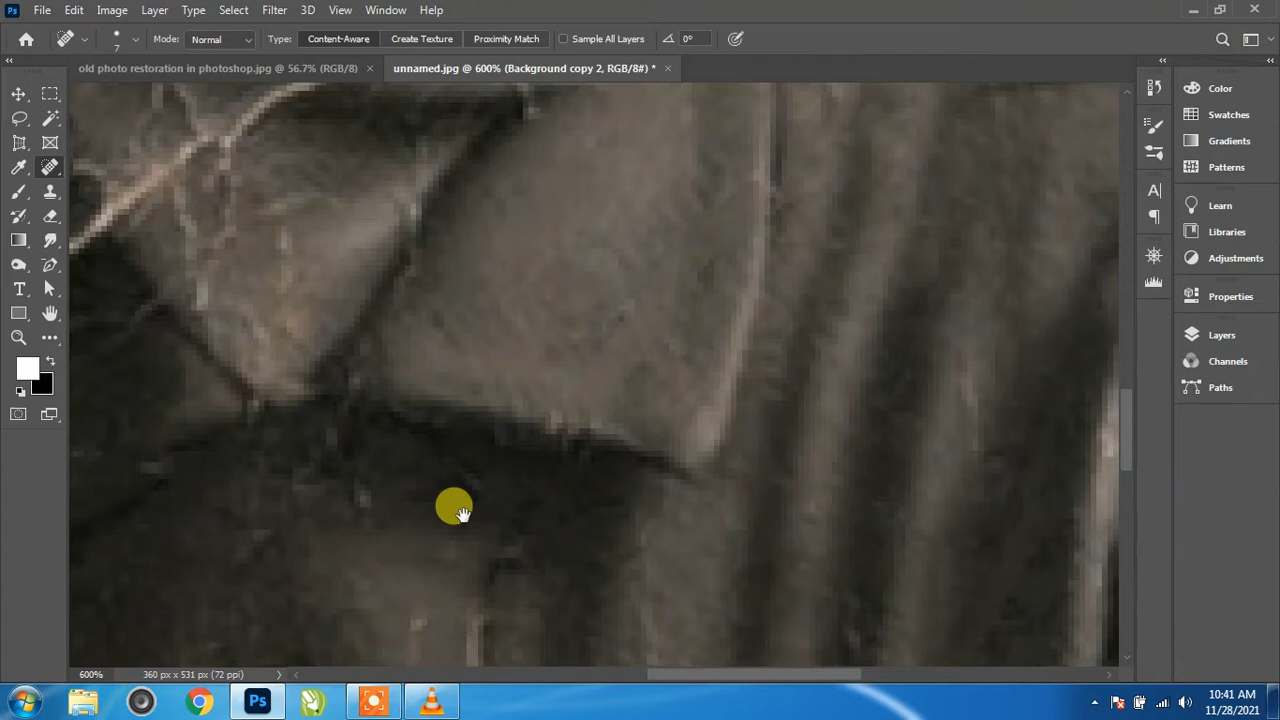 Ps File Edit Image Layer Type Select Filter 3D View Window Help
7 Mode: Normal Type: Content-Aware Create Texture Proximity Match Sample All Layers 0°
old photo restoration in photoshop.jpg @ 56.7% (RGB/8) × unnamed.jpg @ 600% (Background copy 2, RGB/8#) * ×
Color
Swatches
Gradients
Patterns
Learn
Libraries
Adjustments
Properties
Layers
Channels
Paths
600% 360 px x 531 px (72 ppi)
Ps
10:41 AM
11/28/2021